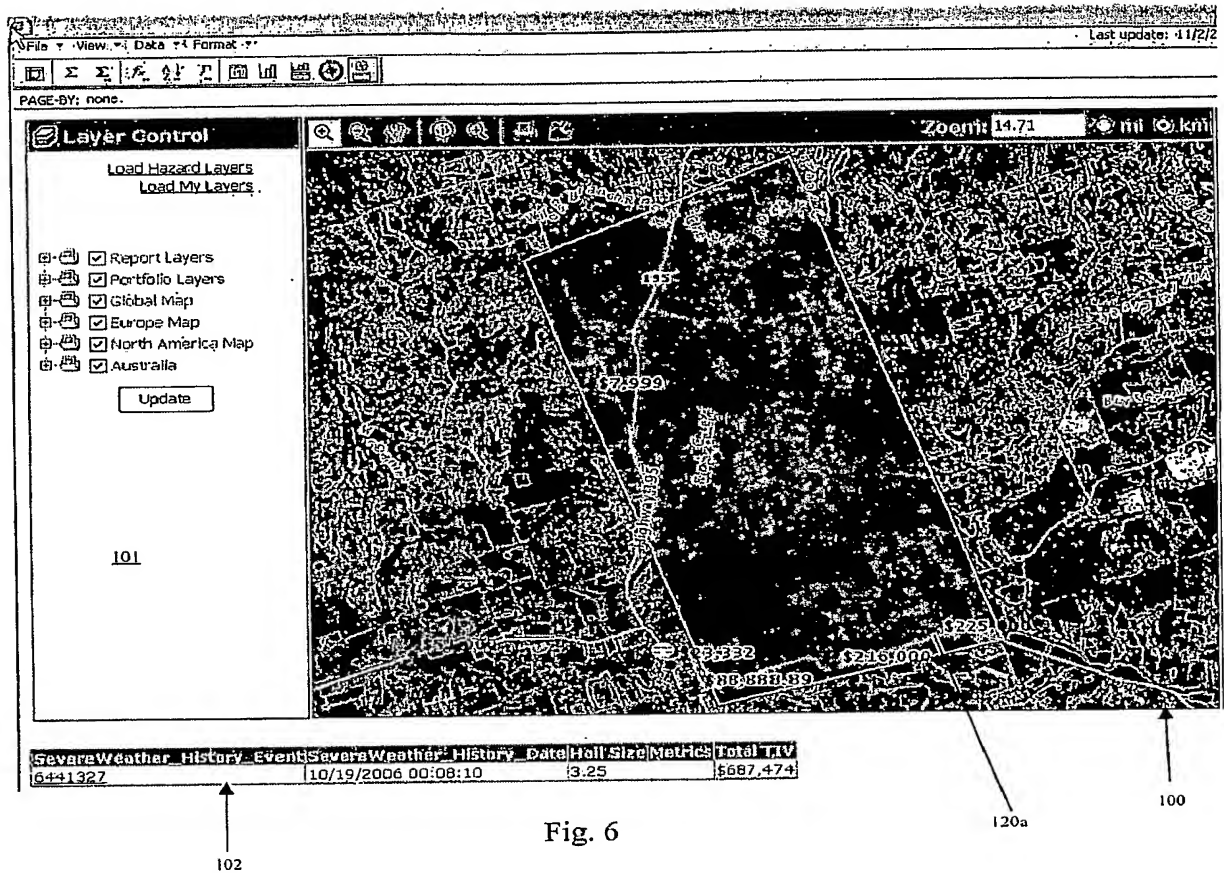 File View Data Format
Last update: 11/2/2
PAGE-BY: none.
Layer Control
Zoom: 14.71 mi km
Load Hazard Layers
Load My Layers
Report Layers
Portfolio Layers
Global Map
Europe Map
North America Map
Australia
Update
$7,999
101
$225
$216,000
SevereWeather_History_Event SevereWeather_History_Date Hail Size Metrics Total TIV
6441327 10/19/2006 00:08:10 3.25 $687,474
100
120a
Fig. 6
102